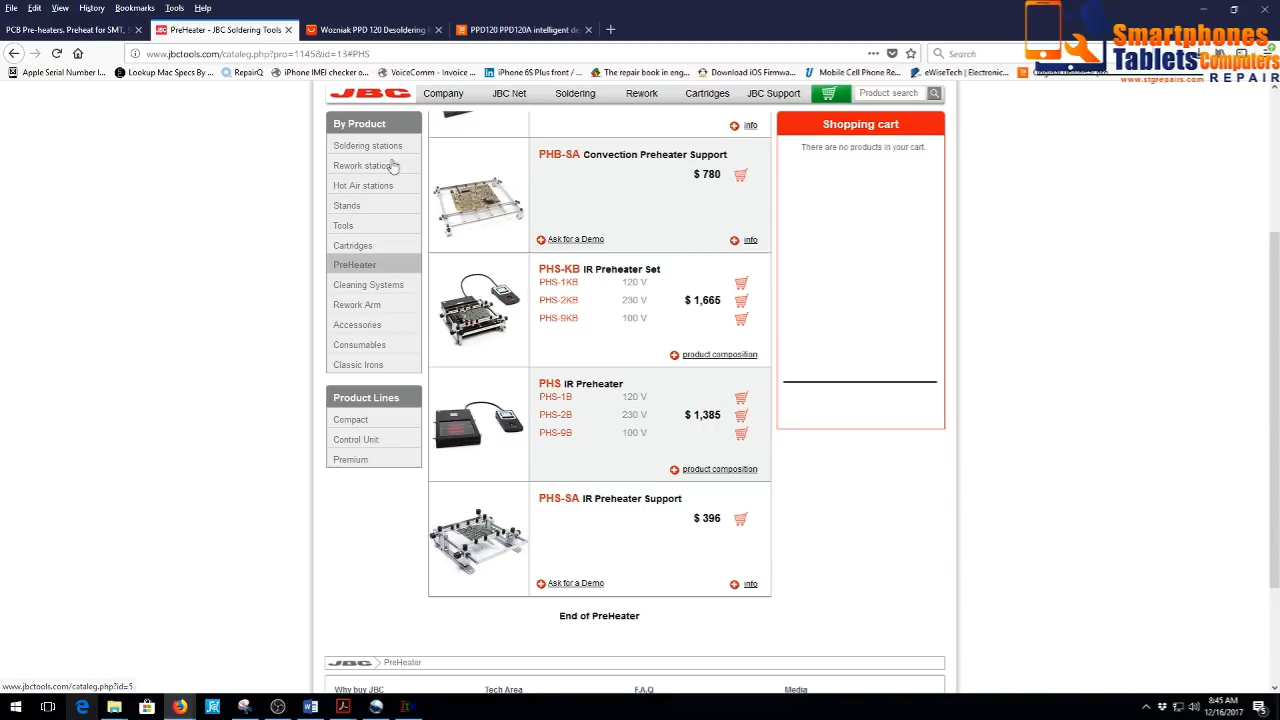 File Edit View History Bookmarks Tools Help
PCB Pre-heaters. Preheat for SMT, S
PreHeater - JBC Soldering Tools
Wozniak PPD 120 Desoldering P
PPD120 PPD120A intelligent de
www.jbctools.com/catalog.php?pro=1145&id=13#PHS
Search
Apple Serial Number I...
Lookup Mac Specs By ...
RepairQ
iPhone IMEI checker o...
VoiceComm - Invoice ...
iPhone 6S Plus front / ...
The repair book in eng...
Download iOS Firmwa...
Mobile Cell Phone Re...
eWiseTech | Electronic...
Smartphones
Tablets Computers
www.stgrepairs.com REPAIR
JBC
Company
JBC Net
Soldering
Rework
Cartridges
JBC Support
Product search
By Product
Soldering stations
Rework stations
Hot Air stations
Stands
Tools
Cartridges
PreHeater
Cleaning Systems
Rework Arm
Accessories
Consumables
Classic Irons
Product Lines
Compact
Control Unit
Premium
info
PHB-SA Convection Preheater Support
$ 780
Ask for a Demo
info
PHS-KB IR Preheater Set
PHS-1KB 120 V
PHS-2KB 230 V $ 1,665
PHS-9KB 100 V
product composition
PHS IR Preheater
PHS-1B 120 V
PHS-2B 230 V $ 1,385
PHS-9B 100 V
product composition
PHS-SA IR Preheater Support
$ 396
Ask for a Demo
info
End of PreHeater
Shopping cart
There are no products in your cart.
JBC PreHeater
Why buy JBC
Tech Area
F.A.Q
Media
www.jbctools.com/catalog.php?id=5
8:45 AM
12/16/2017